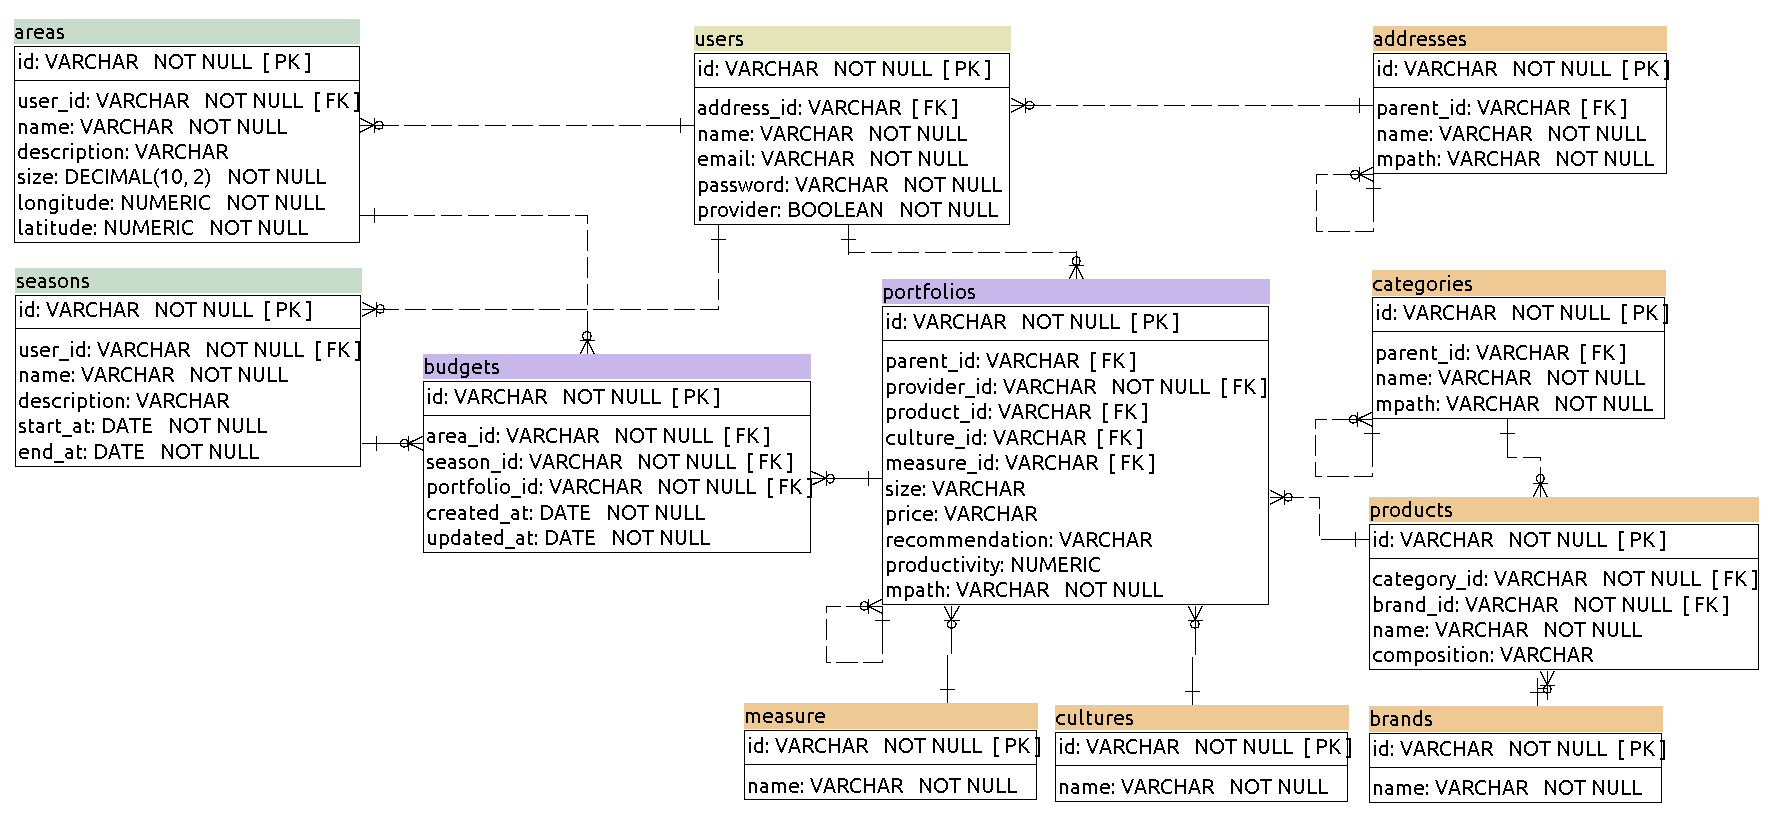 areas
id: VARCHAR NOT NULL [ PK ]
user_id: VARCHAR NOT NULL [ FK ]
name: VARCHAR NOT NULL
description: VARCHAR
size: DECIMAL(10, 2) NOT NULL
longitude: NUMERIC NOT NULL
latitude: NUMERIC NOT NULL
users
id: VARCHAR NOT NULL [ PK ]
address_id: VARCHAR [ FK ]
name: VARCHAR NOT NULL
email: VARCHAR NOT NULL
password: VARCHAR NOT NULL
provider: BOOLEAN NOT NULL
addresses
id: VARCHAR NOT NULL [ PK ]
parent_id: VARCHAR [ FK ]
name: VARCHAR NOT NULL
mpath: VARCHAR NOT NULL
seasons
id: VARCHAR NOT NULL [ PK ]
user_id: VARCHAR NOT NULL [ FK ]
name: VARCHAR NOT NULL
description: VARCHAR
start_at: DATE NOT NULL
end_at: DATE NOT NULL
budgets
id: VARCHAR NOT NULL [ PK ]
area_id: VARCHAR NOT NULL [ FK ]
season_id: VARCHAR NOT NULL [ FK ]
portfolio_id: VARCHAR NOT NULL [ FK ]
created_at: DATE NOT NULL
updated_at: DATE NOT NULL
portfolios
id: VARCHAR NOT NULL [ PK ]
parent_id: VARCHAR [ FK ]
provider_id: VARCHAR NOT NULL [ FK ]
product_id: VARCHAR [ FK ]
culture_id: VARCHAR [ FK ]
measure_id: VARCHAR [ FK ]
size: VARCHAR
price: VARCHAR
recommendation: VARCHAR
productivity: NUMERIC
mpath: VARCHAR NOT NULL
categories
id: VARCHAR NOT NULL [ PK ]
parent_id: VARCHAR [ FK ]
name: VARCHAR NOT NULL
mpath: VARCHAR NOT NULL
products
id: VARCHAR NOT NULL [ PK ]
category_id: VARCHAR NOT NULL [ FK ]
brand_id: VARCHAR NOT NULL [ FK ]
name: VARCHAR NOT NULL
composition: VARCHAR
measure
id: VARCHAR NOT NULL [ PK ]
name: VARCHAR NOT NULL
cultures
id: VARCHAR NOT NULL [ PK ]
name: VARCHAR NOT NULL
brands
id: VARCHAR NOT NULL [ PK ]
name: VARCHAR NOT NULL